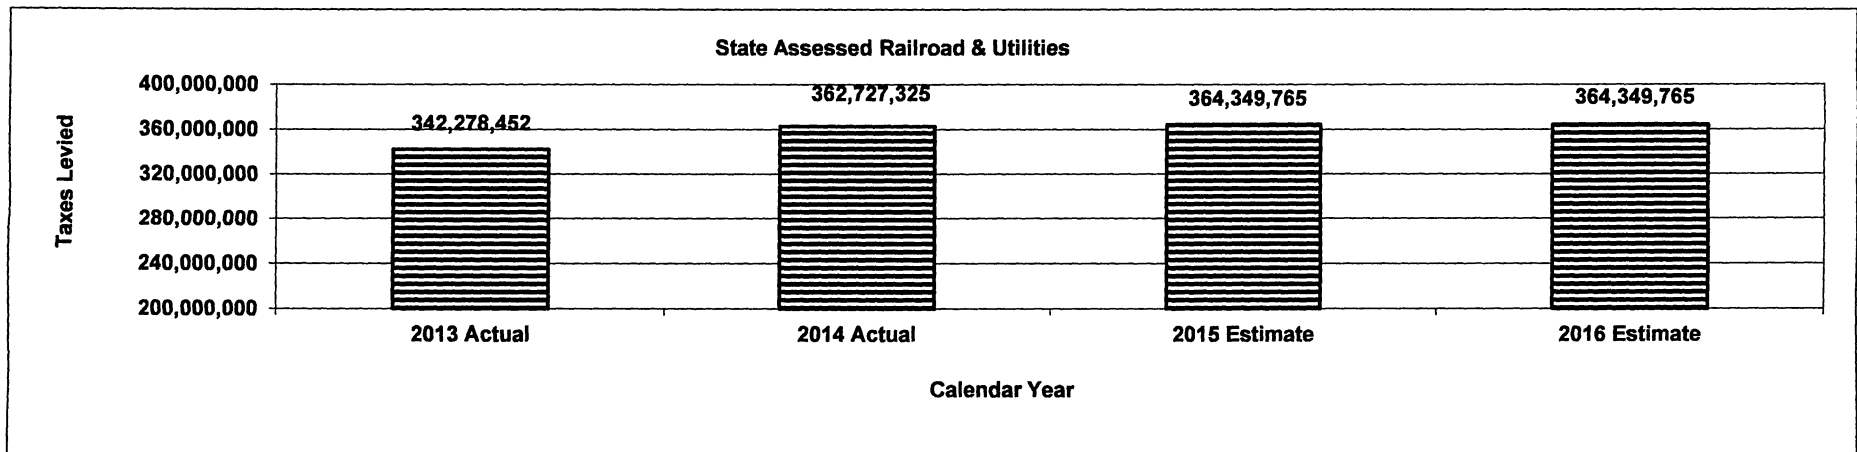 State Assessed Railroad & Utilities
Taxes Levied
400,000,000
360,000,000
320,000,000
280,000,000
240,000,000
200,000,000
342,278,452
362,727,325
364,349,765
364,349,765
2013 Actual
2014 Actual
2015 Estimate
2016 Estimate
Calendar Year